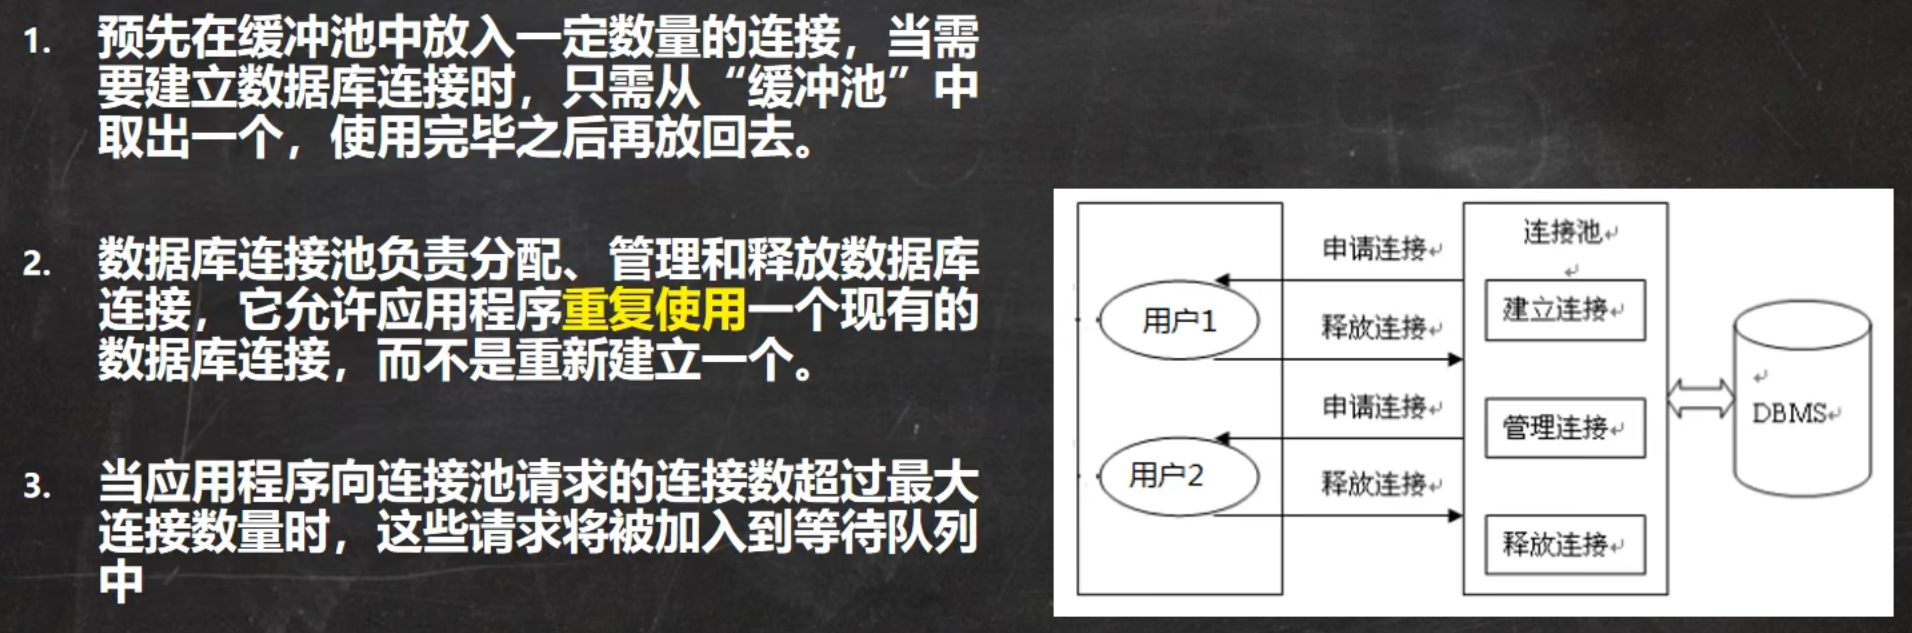 1. 预先在缓冲池中放入一定数量的连接，当需
要建立数据库连接时，只需从“缓冲池”中
取出一个，使用完毕之后再放回去。
2. 数据库连接池负责分配、管理和释放数据库
连接，它允许应用程序重复使用一个现有的
数据库连接，而不是重新建立一个。
3. 当应用程序向连接池请求的连接数超过最大
连接数量时，这些请求将被加入到等待队列
中
用户1
用户2
申请连接↵
释放连接↵
申请连接↵
释放连接↵
连接池↵
↵
建立连接↵
管理连接↵
释放连接↵
↵
DBMS↵